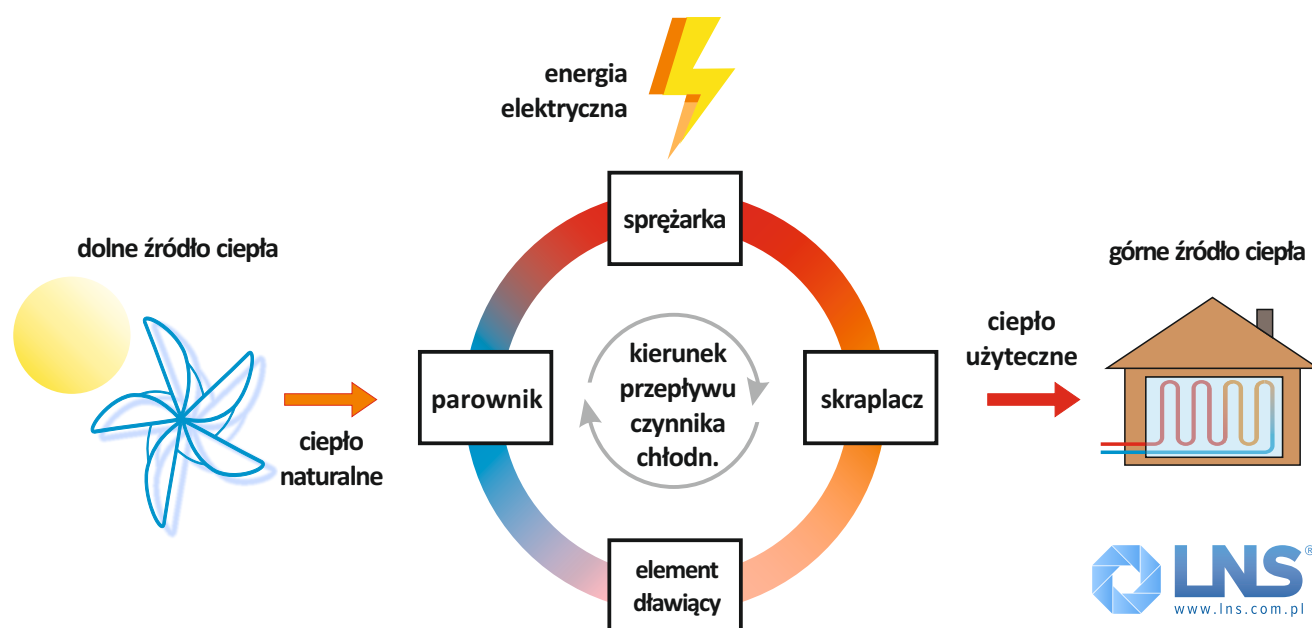 energia
elektryczna
sprężarka
dolne źródło ciepła
górne źródło ciepła
ciepło
użyteczne
parownik
kierunek
przepływu
czynnika
chłodn.
skraplacz
ciepło
naturalne
element
dławiący
LNS®
www.lns.com.pl